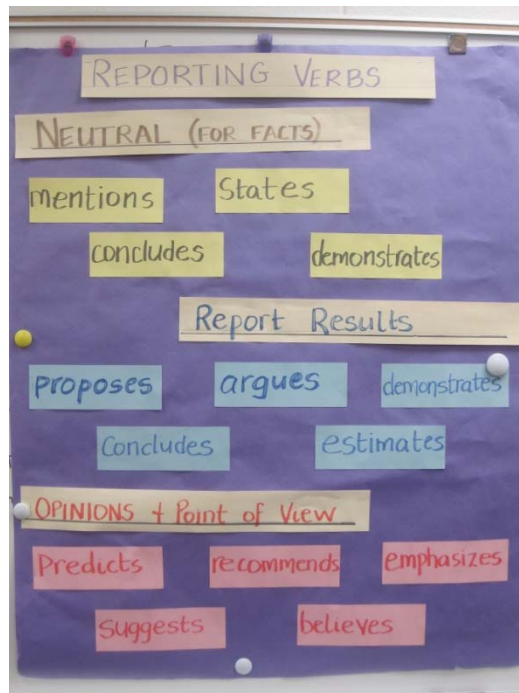 REPORTING VERBS
NEUTRAL (FOR FACTS)
mentions States
concludes demonstrates
Report Results
proposes argues demonstrates
Concludes estimates
OPINIONS + Point of View
Predicts recommends emphasizes
suggests believes